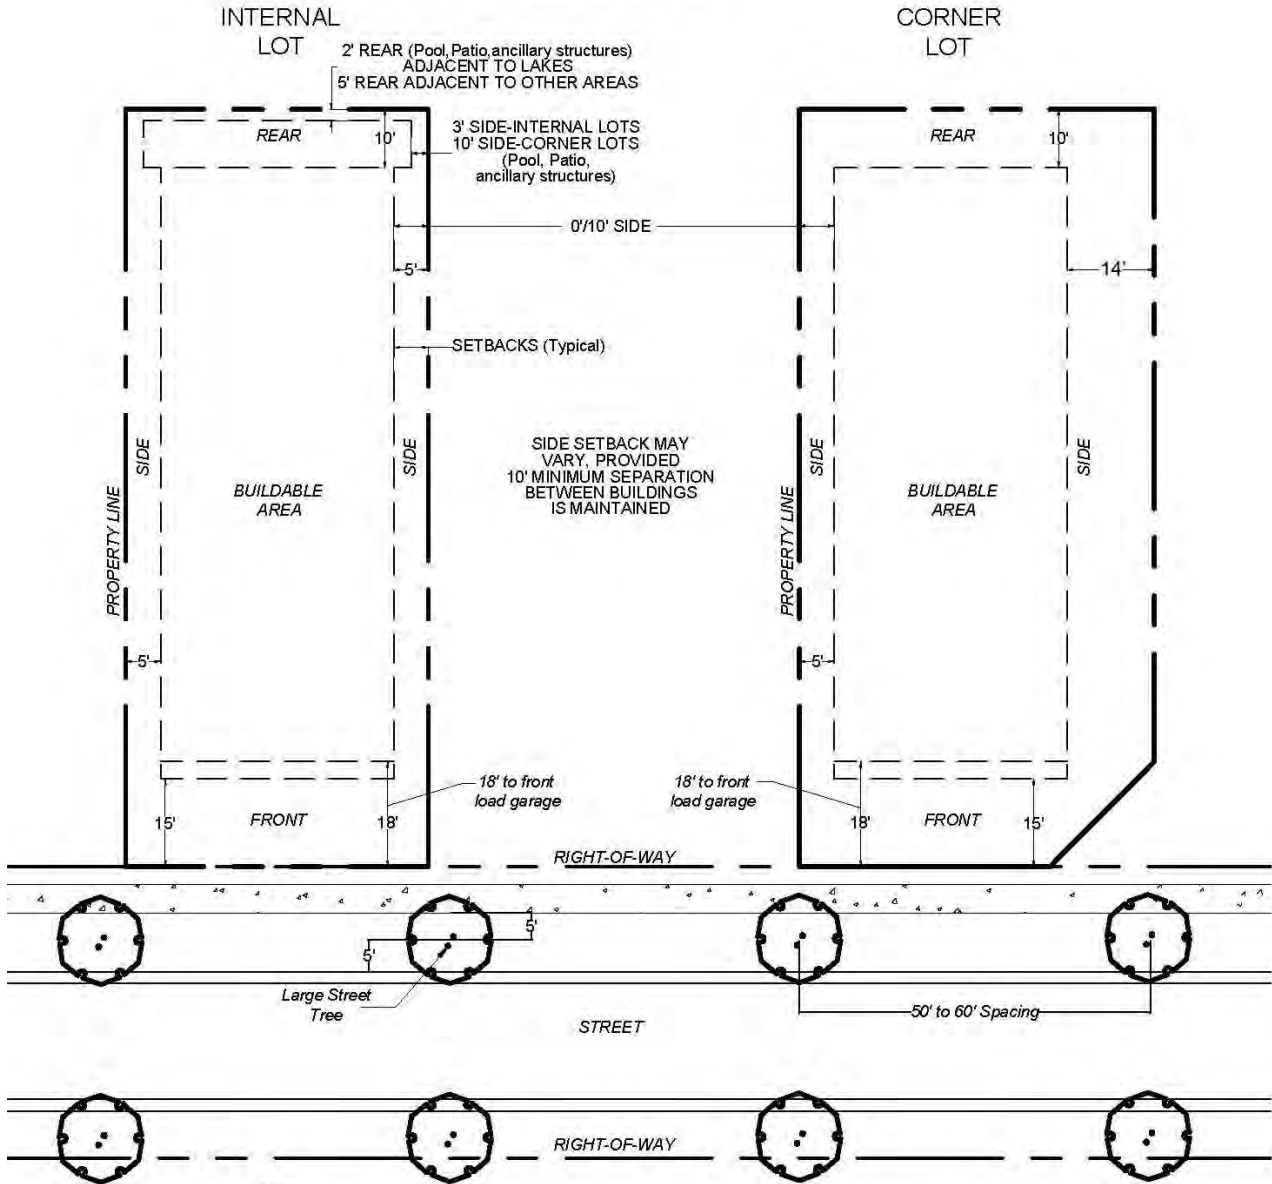 INTERNAL
LOT
CORNER
LOT
2' REAR (Pool,Patio,ancillary structures)
ADJACENT TO LAKES
5' REAR ADJACENT TO OTHER AREAS
REAR
10'
3' SIDE-INTERNAL LOTS
10' SIDE-CORNER LOTS
(Pool, Patio,
ancillary structures)
REAR
10'
0'/10' SIDE
5'
14'
SETBACKS (Typical)
SIDE
SIDE
SIDE SETBACK MAY
VARY, PROVIDED
10' MINIMUM SEPARATION
BETWEEN BUILDINGS
IS MAINTAINED
SIDE
SIDE
BUILDABLE
AREA
BUILDABLE
AREA
PROPERTY LINE
PROPERTY LINE
5'
5'
18' to front
load garage
18' to front
load garage
15'
FRONT
18'
18'
FRONT
15'
RIGHT-OF-WAY
5'
5'
Large Street
Tree
50' to 60' Spacing
STREET
RIGHT-OF-WAY